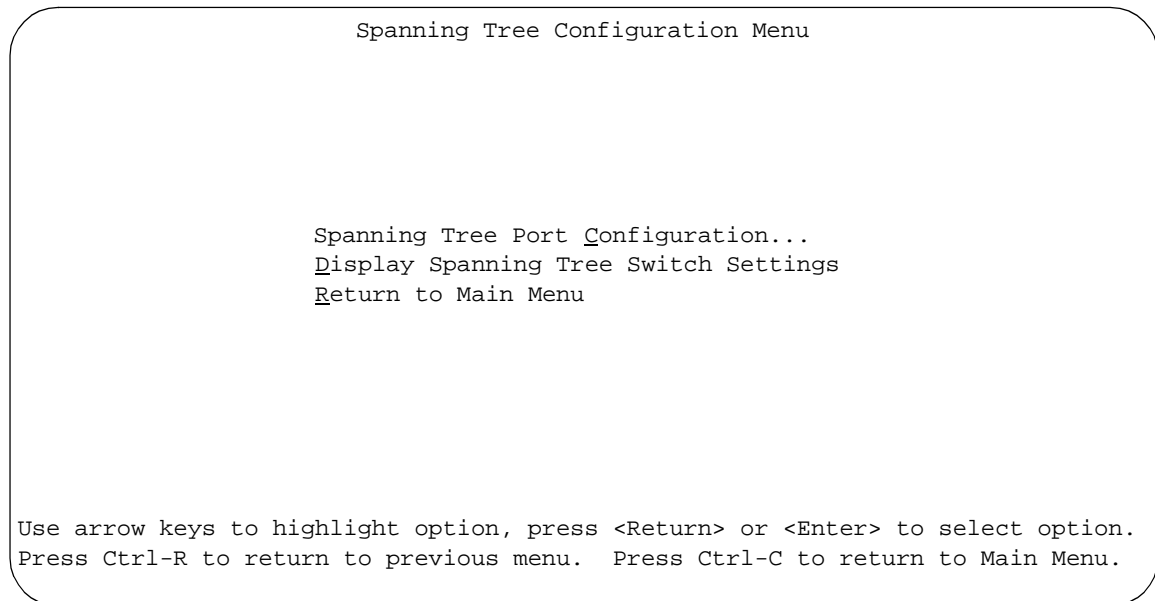 Spanning Tree Configuration Menu
Spanning Tree Port Configuration...
Display Spanning Tree Switch Settings
Return to Main Menu
Use arrow keys to highlight option, press <Return> or <Enter> to select option.
Press Ctrl-R to return to previous menu.  Press Ctrl-C to return to Main Menu.